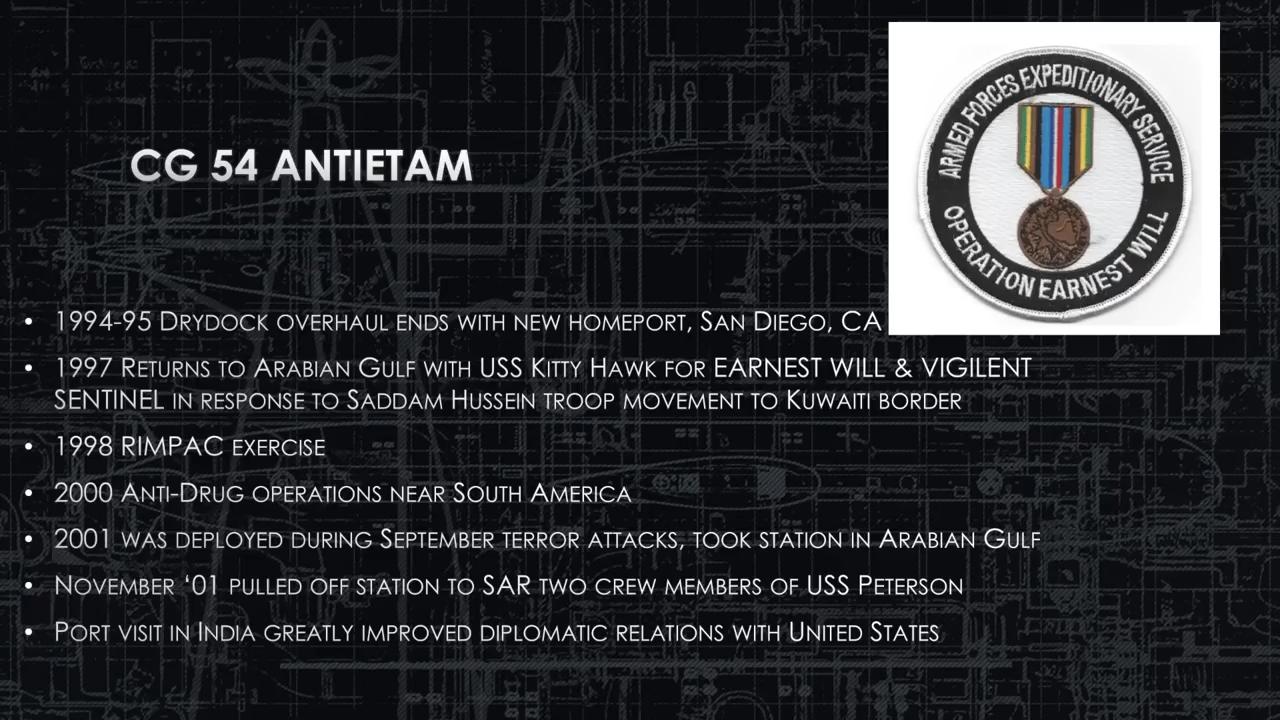 ARMED FORCES EXPEDITIONARY SERVICE
OPERATION EARNEST WILL
CG 54 ANTIETAM
• 1994-95 Drydock overhaul ends with new homeport, San Diego, CA
• 1997 Returns to Arabian Gulf with USS Kitty Hawk for EARNEST WILL & VIGILENT
SENTINEL in response to Saddam Hussein troop movement to Kuwaiti border
• 1998 RIMPAC exercise
• 2000 Anti-Drug operations near South America
• 2001 was deployed during September terror attacks, took station in Arabian Gulf
• November ‘01 pulled off station to SAR two crew members of USS Peterson
• Port visit in India greatly improved diplomatic relations with United States